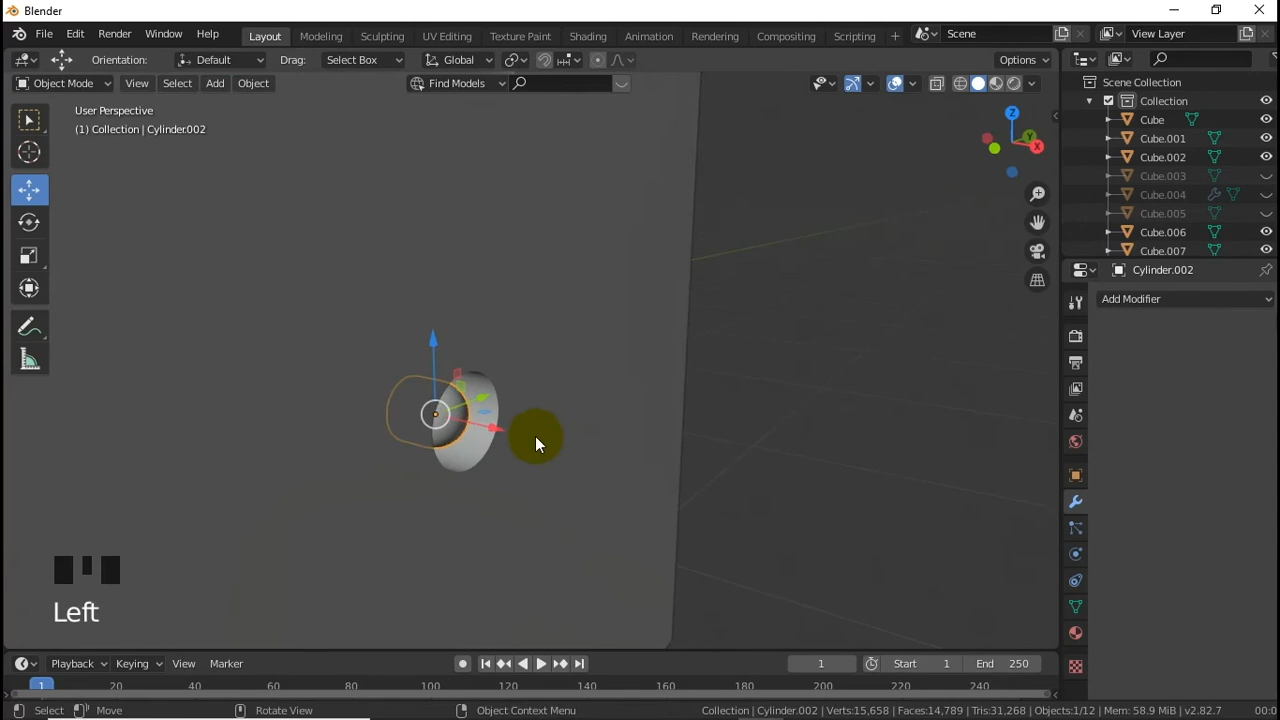 Blender
File Edit Render Window Help Layout Modeling Sculpting UV Editing Texture Paint Shading Animation Rendering Compositing Scripting + Scene View Layer
Orientation: Default Drag: Select Box Global Options
Object Mode View Select Add Object Find Models
User Perspective
(1) Collection | Cylinder.002
Z
Y
X
Scene Collection
Collection
Cube
Cube.001
Cube.002
Cube.003
Cube.004
Cube.005
Cube.006
Cube.007
Cylinder.002
Add Modifier
Left
Playback Keying View Marker 1 Start 1 End 250
1 20 40 60 80 100 120 140 160 180 200 220 240
Select Move Rotate View Object Context Menu Collection | Cylinder.002 | Verts:15,658 | Faces:14,789 | Tris:31,268 | Objects:1/12 | Mem: 58.9 MiB | v2.82.7